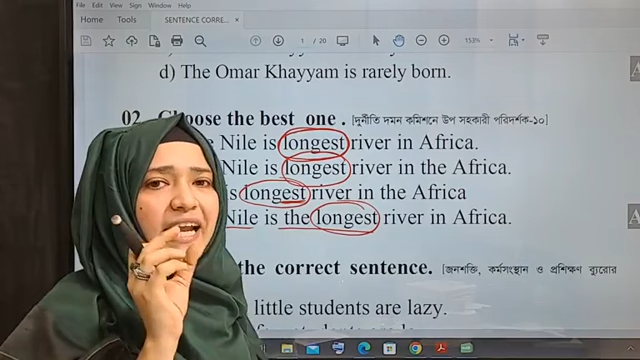 File Edit View Sign Window Help
Home Tools SENTENCE CORRE... ×
1 / 20 153%
d) The Omar Khayyam is rarely born.
02 Choose the best one . [দুর্নীতি দমন কমিশনে উপ সহকারী পরিদর্শক-১০]
Nile is longest river in Africa.
Nile is longest river in the Africa.
is longest river in the Africa
Nile is the longest river in Africa.
the correct sentence. [জনশক্তি, কর্মসংস্থান ও প্রশিক্ষণ ব্যুরোর
little students are lazy.